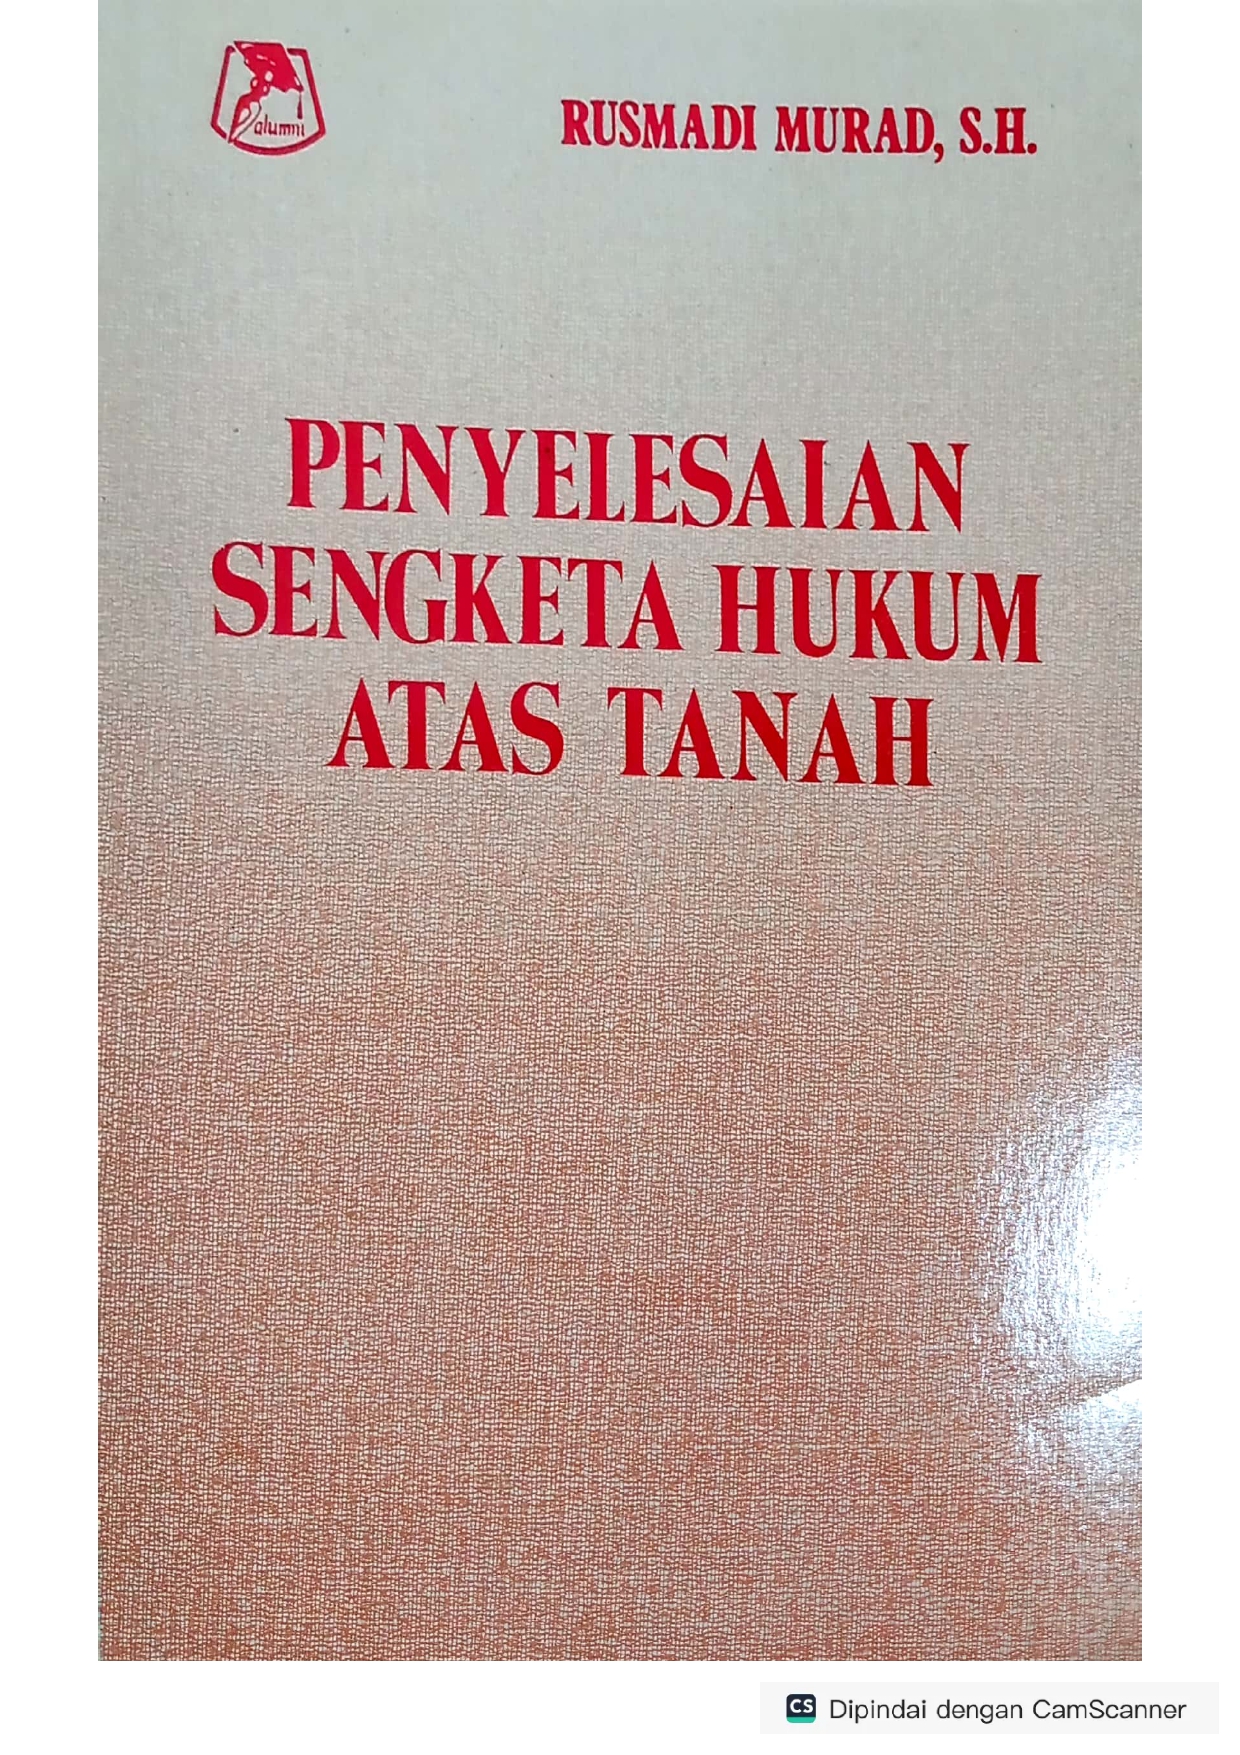 alumni
RUSMADI MURAD, S.H.
PENYELESAIAN
SENGKETA HUKUM
ATAS TANAH
CS Dipindai dengan CamScanner